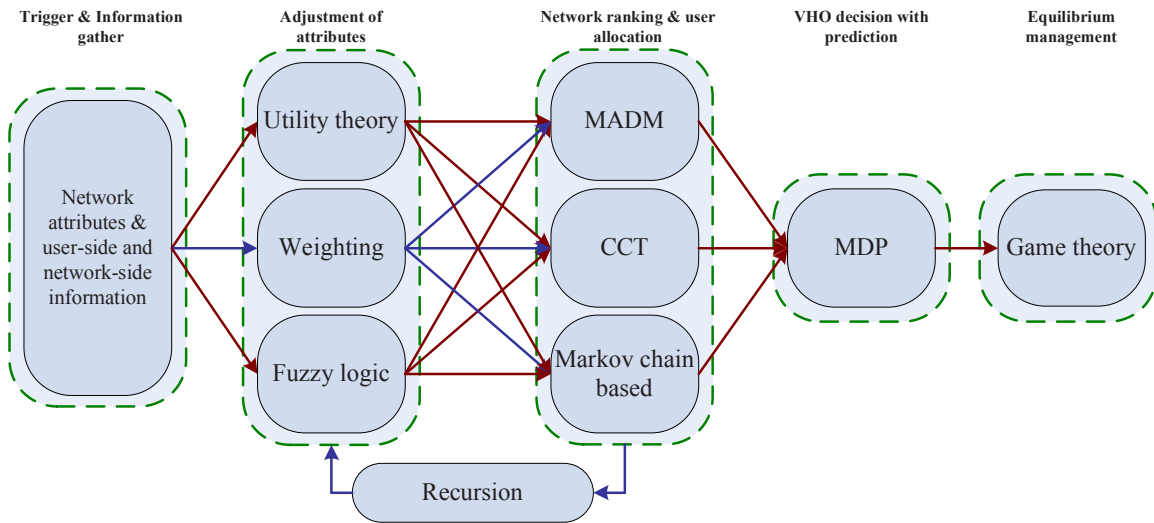 Trigger & Information
gather
Adjustment of
attributes
Network ranking & user
allocation
VHO decision with
prediction
Equilibrium
management
Network
attributes &
user-side and
network-side
information
Utility theory
Weighting
Fuzzy logic
MADM
CCT
Markov chain
based
MDP
Game theory
Recursion